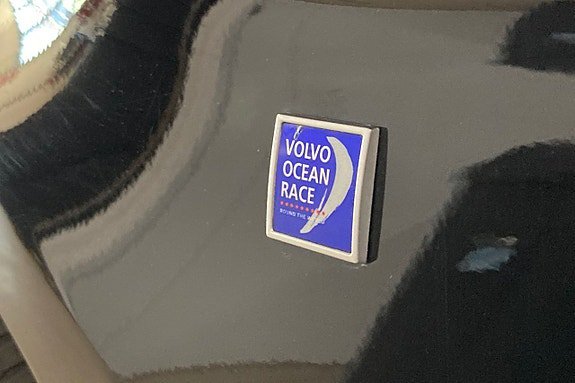 VOLVO
OCEAN
RACE
ROUND THE